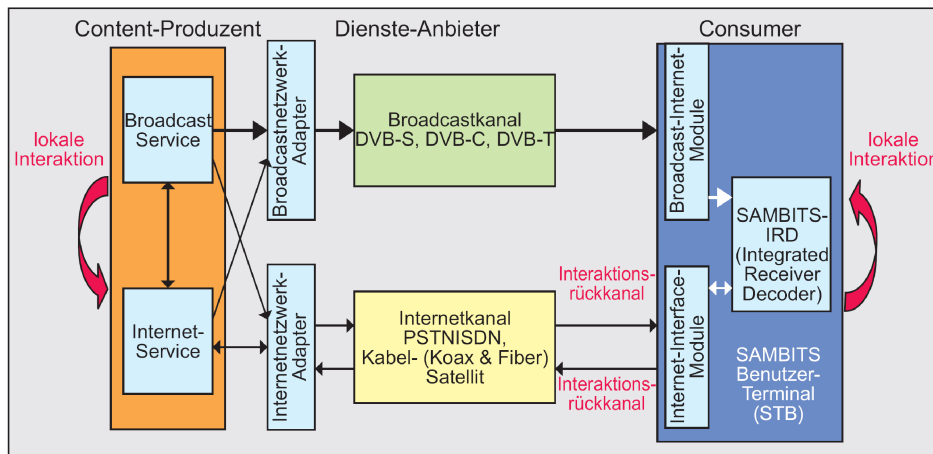 Content-Produzent
Dienste-Anbieter
Consumer
lokale
Interaktion
Broadcast
Service
Internet-
Service
Broadcastnetzwerk-
Adapter
Internetnetzwerk-
Adapter
Broadcastkanal
DVB-S, DVB-C, DVB-T
Internetkanal
PSTNISDN,
Kabel- (Koax & Fiber)
Satellit
Interaktions-
rückkanal
Interaktions-
rückkanal
Broadcast-Internet-
Module
Internet-Interface-
Module
SAMBITS-
IRD
(Integrated
Receiver
Decoder)
SAMBITS
Benutzer-
Terminal
(STB)
lokale
Interaktion